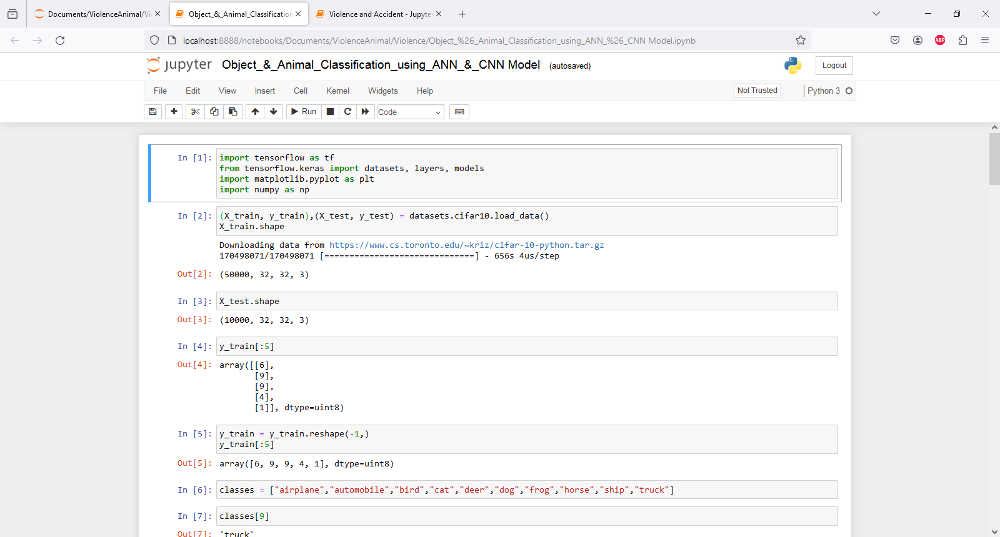 Documents/ViolenceAnimal/Vi
Object_&_Animal_Classification
Violence and Accident - Jupyter
localhost:8888/notebooks/Documents/ViolenceAnimal/Violence/Object_%26_Animal_Classification_using_ANN_%26_CNN Model.ipynb
ABP
jupyter Object_&_Animal_Classification_using_ANN_&_CNN Model (autosaved)
Logout
File Edit View Insert Cell Kernel Widgets Help
Not Trusted
Python 3
Run
Code
In [1]: import tensorflow as tf
from tensorflow.keras import datasets, layers, models
import matplotlib.pyplot as plt
import numpy as np
In [2]: (X_train, y_train),(X_test, y_test) = datasets.cifar10.load_data()
X_train.shape
Downloading data from https://www.cs.toronto.edu/~kriz/cifar-10-python.tar.gz
170498071/170498071 [==============================] - 656s 4us/step
Out[2]: (50000, 32, 32, 3)
In [3]: X_test.shape
Out[3]: (10000, 32, 32, 3)
In [4]: y_train[:5]
Out[4]: array([[6],
[9],
[9],
[4],
[1]], dtype=uint8)
In [5]: y_train = y_train.reshape(-1,)
y_train[:5]
Out[5]: array([6, 9, 9, 4, 1], dtype=uint8)
In [6]: classes = ["airplane","automobile","bird","cat","deer","dog","frog","horse","ship","truck"]
In [7]: classes[9]
Out[7]: 'truck'